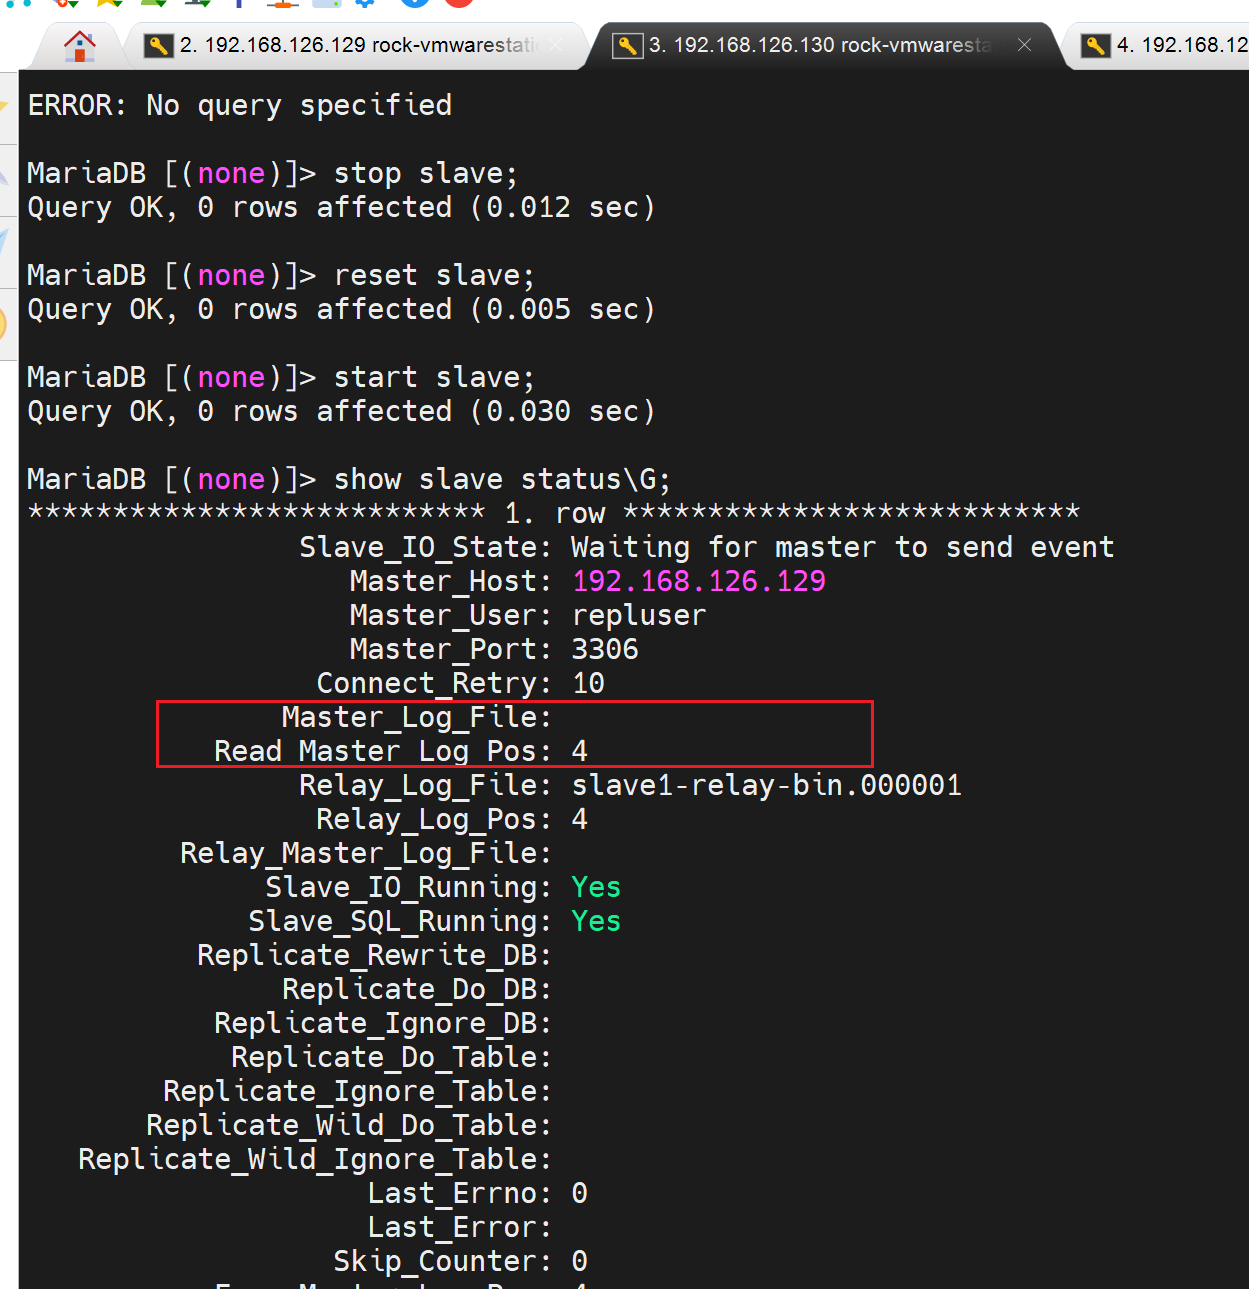 2. 192.168.126.129 rock-vmwarestati
3. 192.168.126.130 rock-vmwaresta
4. 192.168.12
ERROR: No query specified
MariaDB [(none)]> stop slave;
Query OK, 0 rows affected (0.012 sec)
MariaDB [(none)]> reset slave;
Query OK, 0 rows affected (0.005 sec)
MariaDB [(none)]> start slave;
Query OK, 0 rows affected (0.030 sec)
MariaDB [(none)]> show slave status\G;
*************************** 1. row ***************************
Slave_IO_State: Waiting for master to send event
Master_Host: 192.168.126.129
Master_User: repluser
Master_Port: 3306
Connect_Retry: 10
Master_Log_File:
Read_Master_Log_Pos: 4
Relay_Log_File: slave1-relay-bin.000001
Relay_Log_Pos: 4
Relay_Master_Log_File:
Slave_IO_Running: Yes
Slave_SQL_Running: Yes
Replicate_Rewrite_DB:
Replicate_Do_DB:
Replicate_Ignore_DB:
Replicate_Do_Table:
Replicate_Ignore_Table:
Replicate_Wild_Do_Table:
Replicate_Wild_Ignore_Table:
Last_Errno: 0
Last_Error:
Skip_Counter: 0